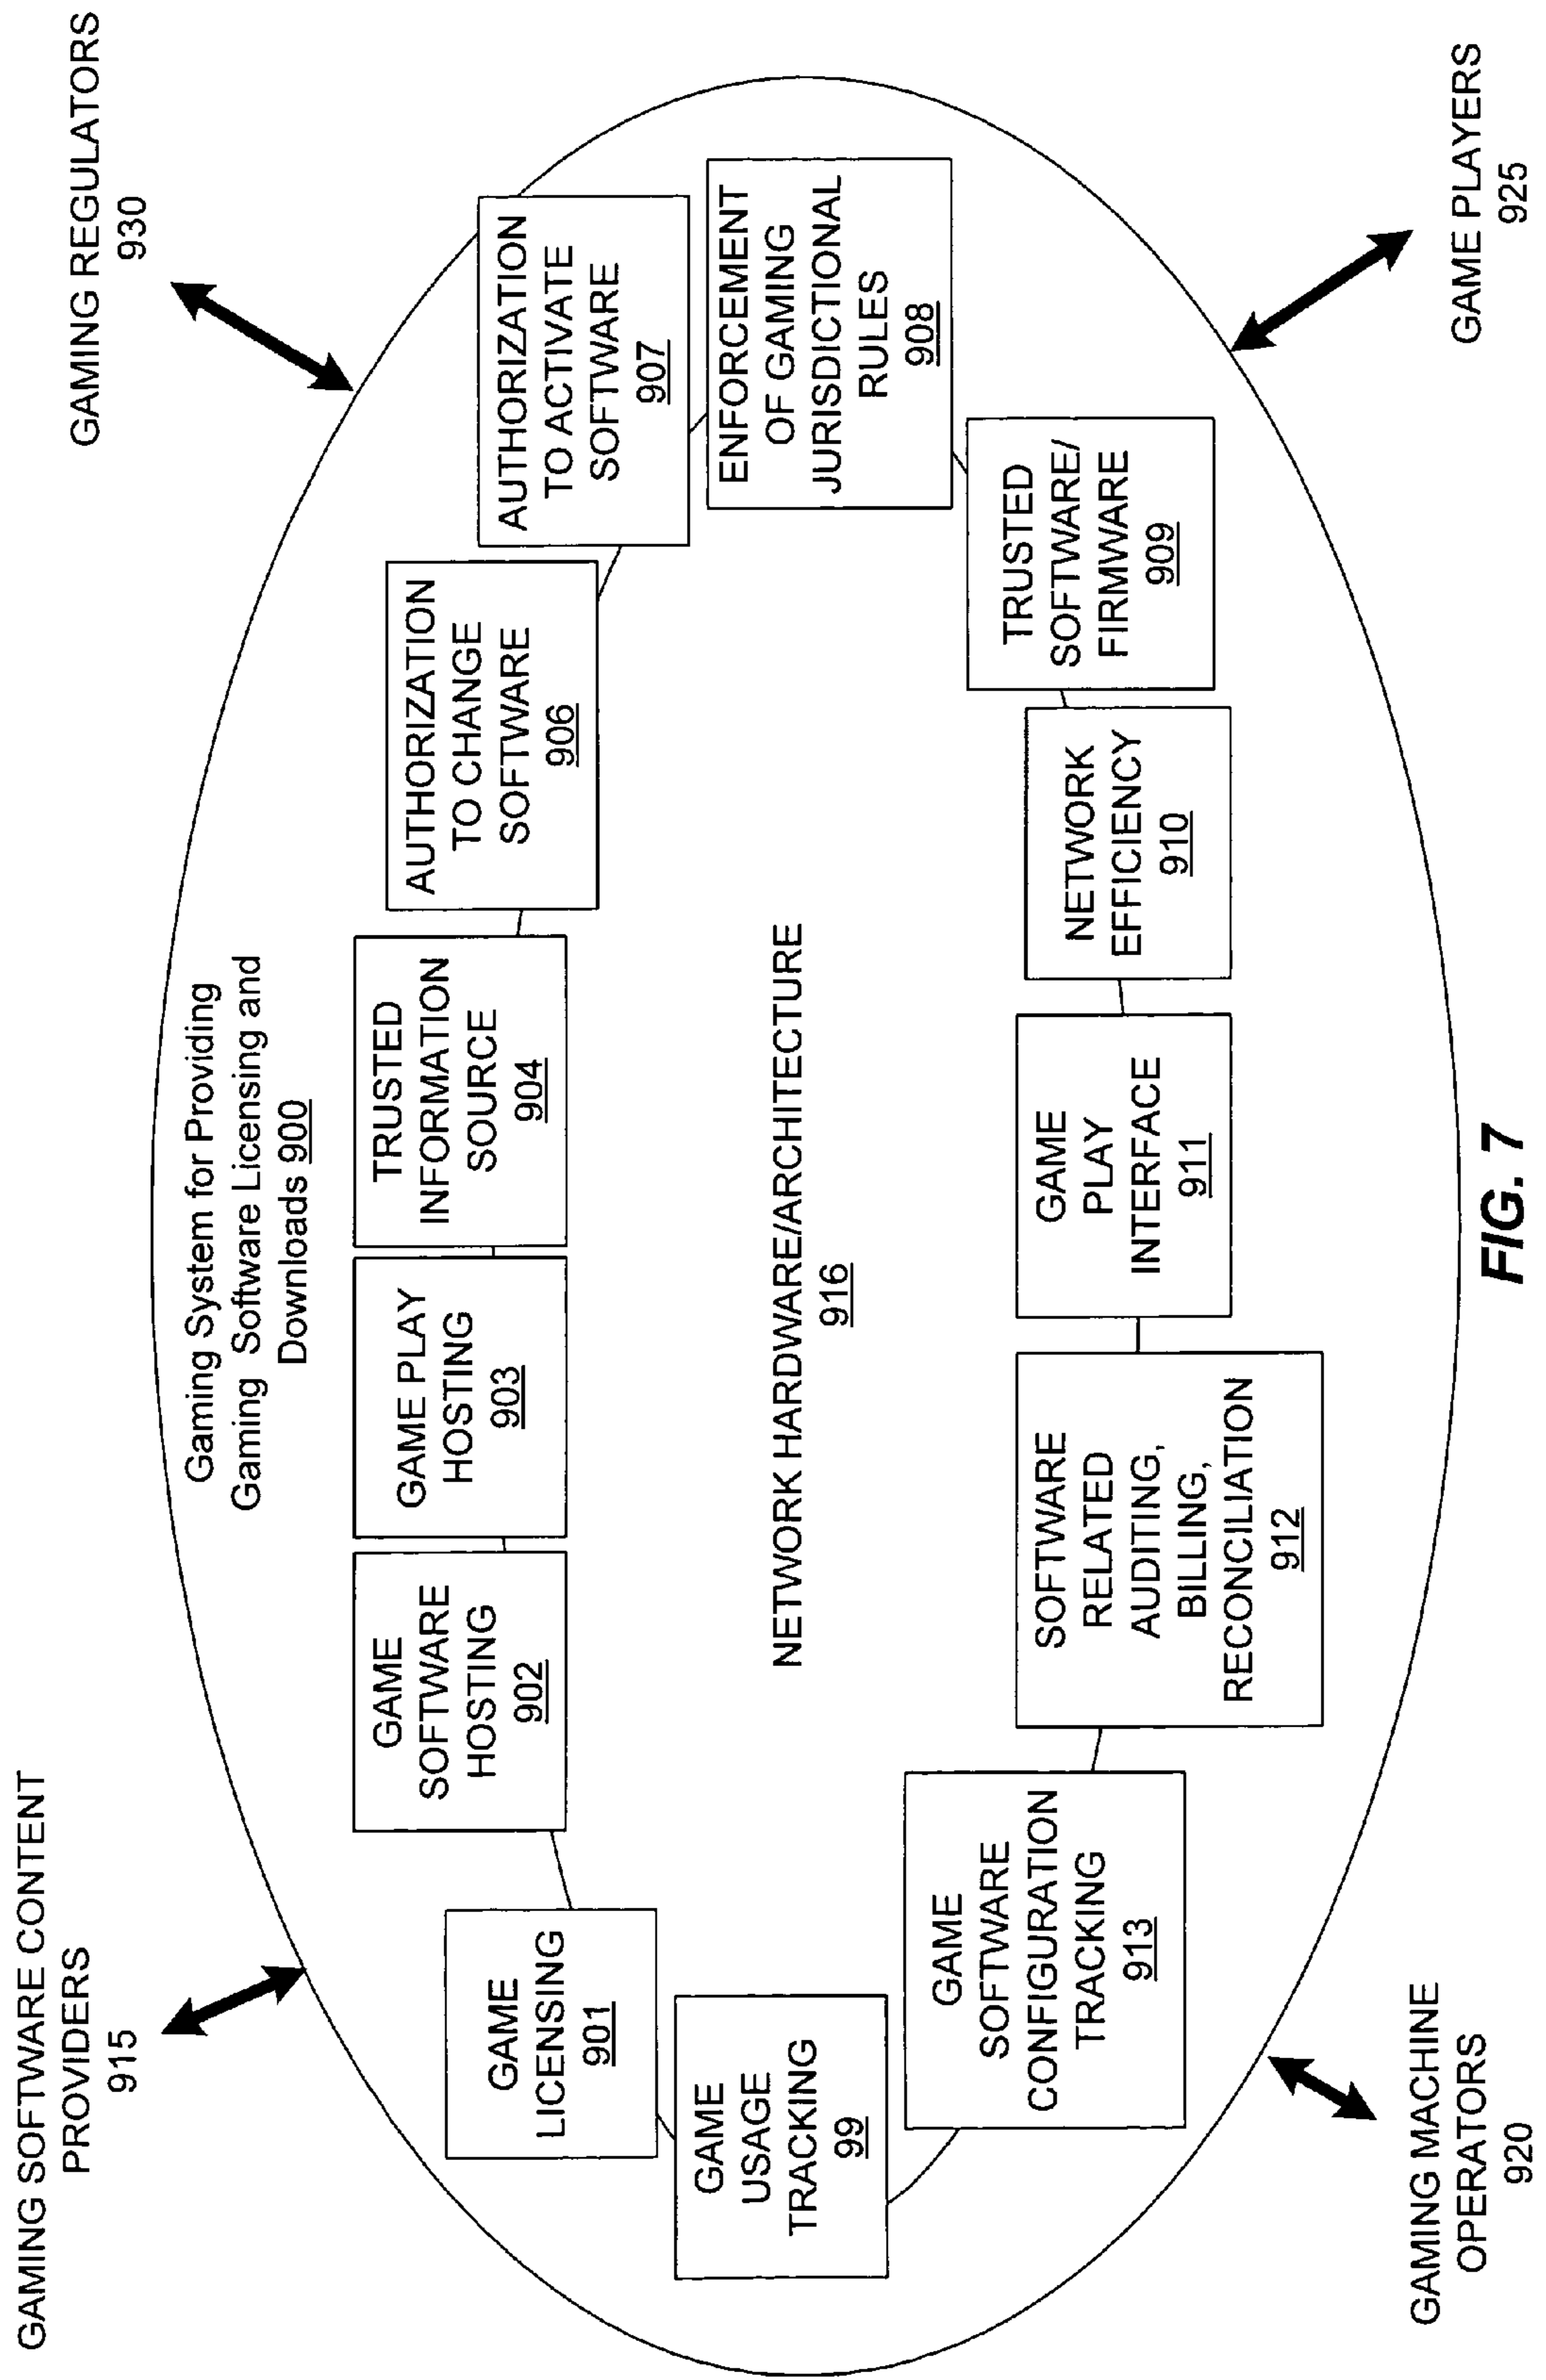 GAMING SOFTWARE CONTENT
PROVIDERS
915
GAMING REGULATORS
930
Gaming System for Providing
Gaming Software Licensing and
Downloads 900
GAME
LICENSING
901
GAME
SOFTWARE
HOSTING
902
GAME PLAY
HOSTING
903
TRUSTED
INFORMATION
SOURCE
904
AUTHORIZATION
TO CHANGE
SOFTWARE
906
AUTHORIZATION
TO ACTIVATE
SOFTWARE
907
ENFORCEMENT
OF GAMING
JURISDICTIONAL
RULES
908
NETWORK HARDWARE/ARCHITECTURE
916
GAME
USAGE
TRACKING
99
GAME
SOFTWARE
CONFIGURATION
TRACKING
913
SOFTWARE
RELATED
AUDITING,
BILLING,
RECONCILIATION
912
GAME
PLAY
INTERFACE
911
NETWORK
EFFICIENCY
910
TRUSTED
SOFTWARE/
FIRMWARE
909
GAMING MACHINE
OPERATORS
920
GAME PLAYERS
925
FIG. 7